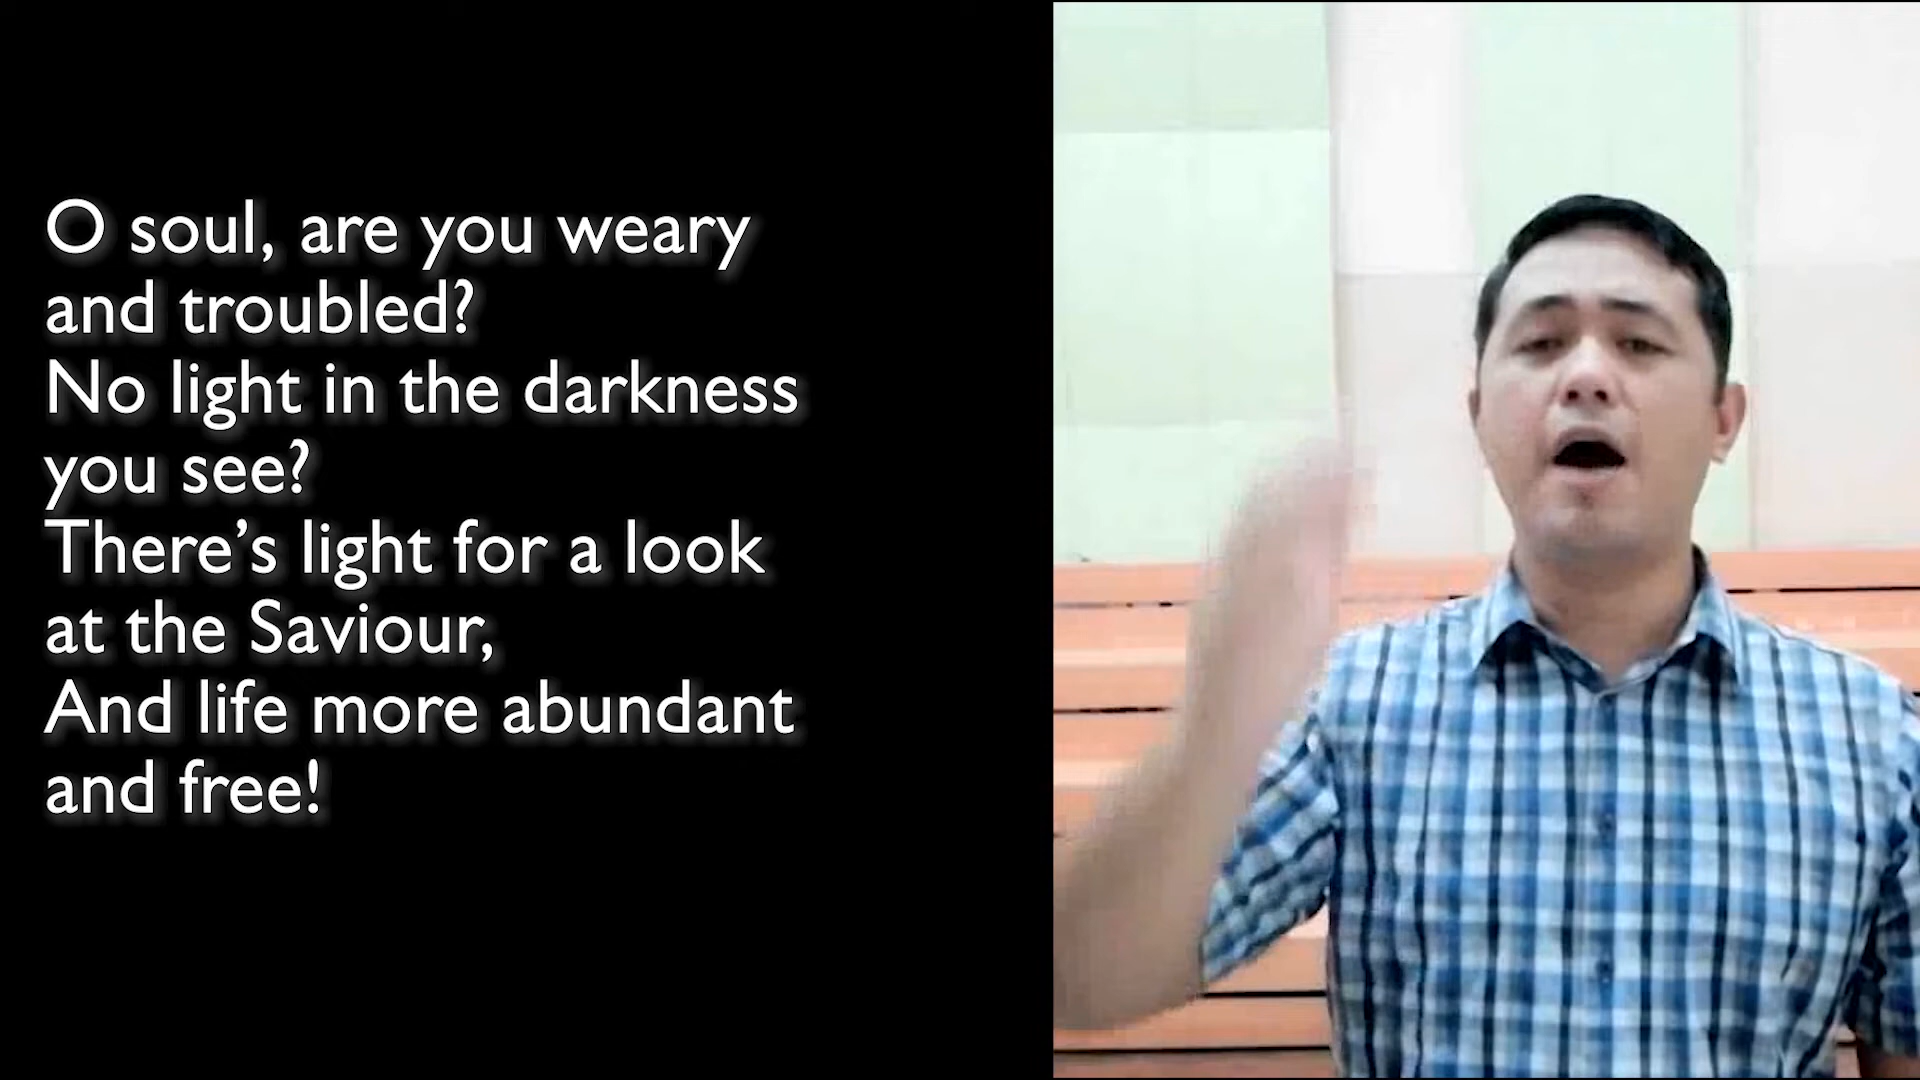 O soul, are you weary
and troubled?
No light in the darkness
you see?
There’s light for a look
at the Saviour,
And life more abundant
and free!